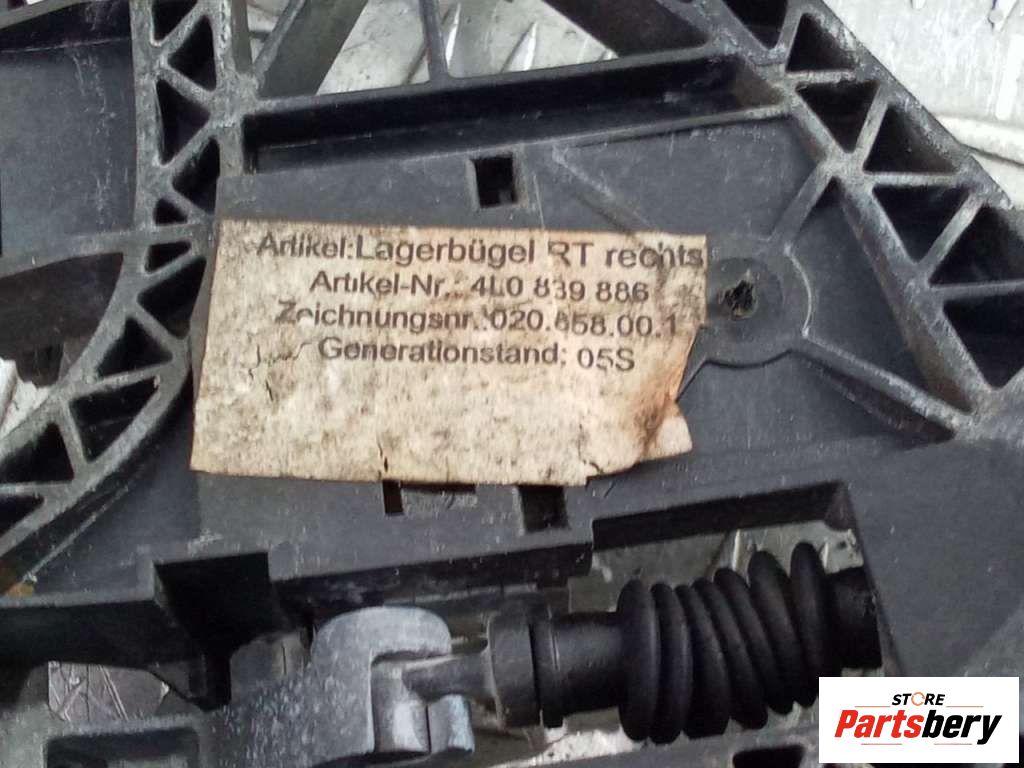 Artikel:Lagerbügel RT rechts
Artikel-Nr.: 4L0 839 886
Zeichnungsnr.:020.858.00.1
Generationstand: 05S
STORE
Partsbery